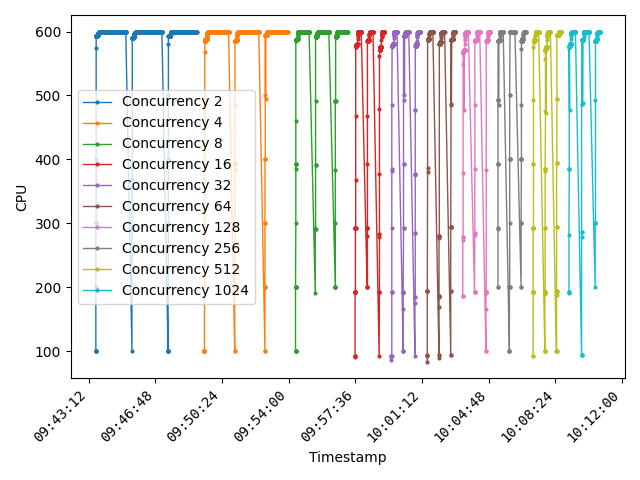 600
500
400
300
200
100
CPU
Concurrency 2
Concurrency 4
Concurrency 8
Concurrency 16
Concurrency 32
Concurrency 64
Concurrency 128
Concurrency 256
Concurrency 512
Concurrency 1024
09:43:12
09:46:48
09:50:24
09:54:00
09:57:36
10:01:12
10:04:48
10:08:24
10:12:00
Timestamp